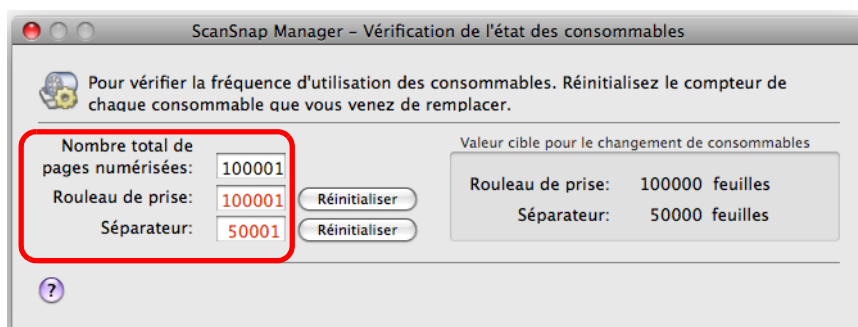 ScanSnap Manager – Vérification de l'état des consommables
Pour vérifier la fréquence d'utilisation des consommables. Réinitialisez le compteur de
chaque consommable que vous venez de remplacer.
Nombre total de
pages numérisées: 100001
Rouleau de prise: 100001 Réinitialiser
Séparateur: 50001 Réinitialiser
Valeur cible pour le changement de consommables
Rouleau de prise: 100000 feuilles
Séparateur: 50000 feuilles
?